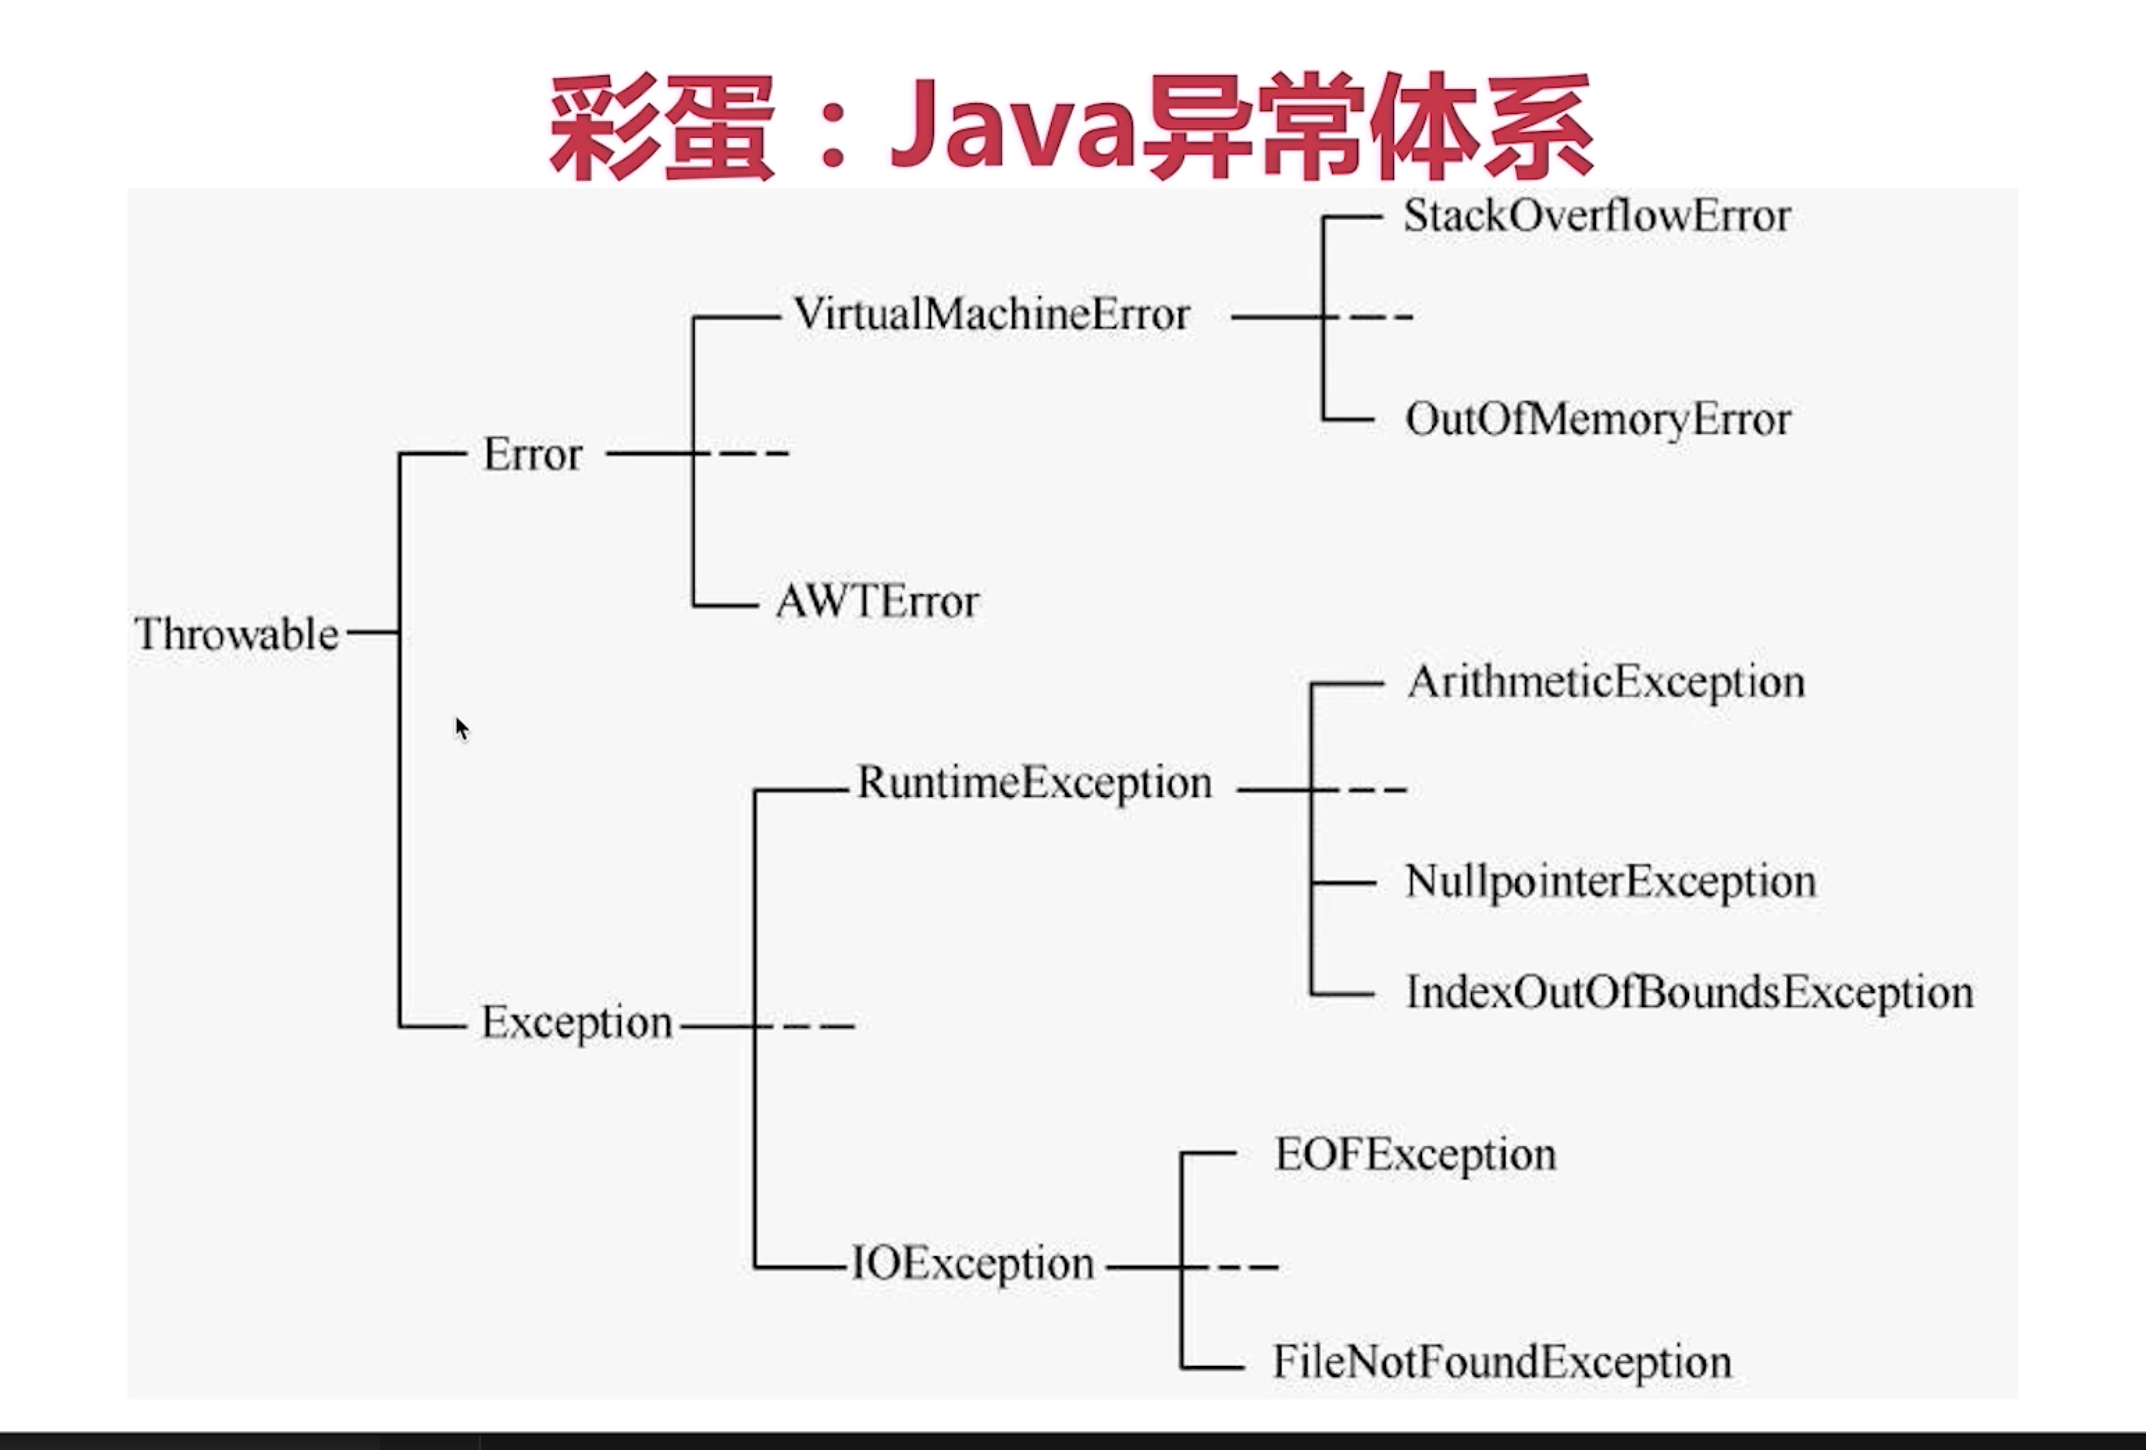 彩蛋：Java异常体系
StackOverflowError
VirtualMachineError
OutOfMemoryError
Error
AWTError
Throwable
ArithmeticException
RuntimeException
NullpointerException
IndexOutOfBoundsException
Exception
EOFException
IOException
FileNotFoundException